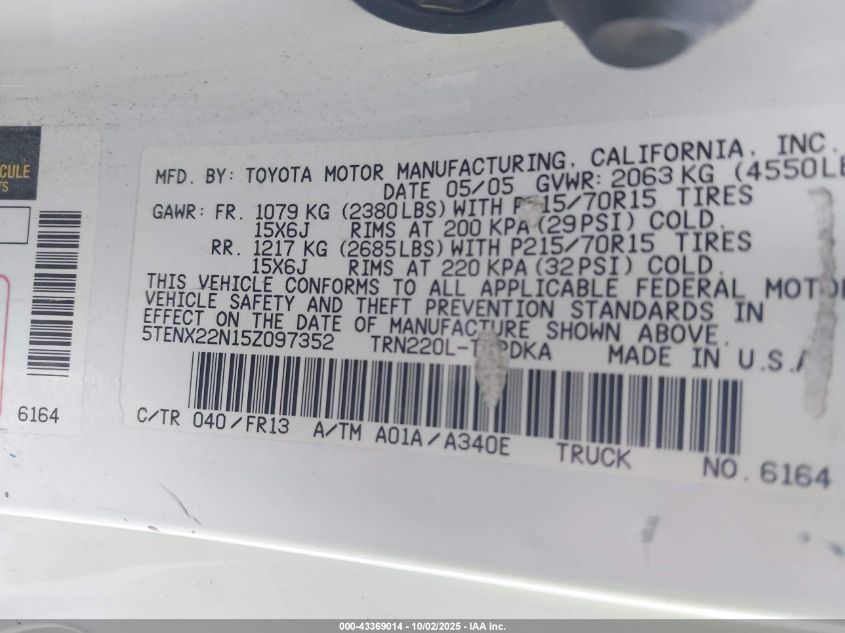 CULE
TS
6164
MFD. BY: TOYOTA MOTOR MANUFACTURING, CALIFORNIA, INC.
DATE 05/05 GVWR: 2063 KG (4550LB
GAWR: FR. 1079 KG (2380LBS) WITH P215/70R15 TIRES
15X6J RIMS AT 200 KPA (29PSI) COLD.
RR. 1217 KG (2685LBS) WITH P215/70R15 TIRES
15X6J RIMS AT 220 KPA (32PSI) COLD.
THIS VEHICLE CONFORMS TO ALL APPLICABLE FEDERAL MOTO
VEHICLE SAFETY AND THEFT PREVENTION STANDARDS IN
EFFECT ON THE DATE OF MANUFACTURE SHOWN ABOVE.
5TENX22N15Z097352 MADE IN U.S.A
C/TR 040/FR13 A/TM A01A/A340E TRUCK NO. 6164
000-43369014 - 10/02/2025 - IAA Inc.